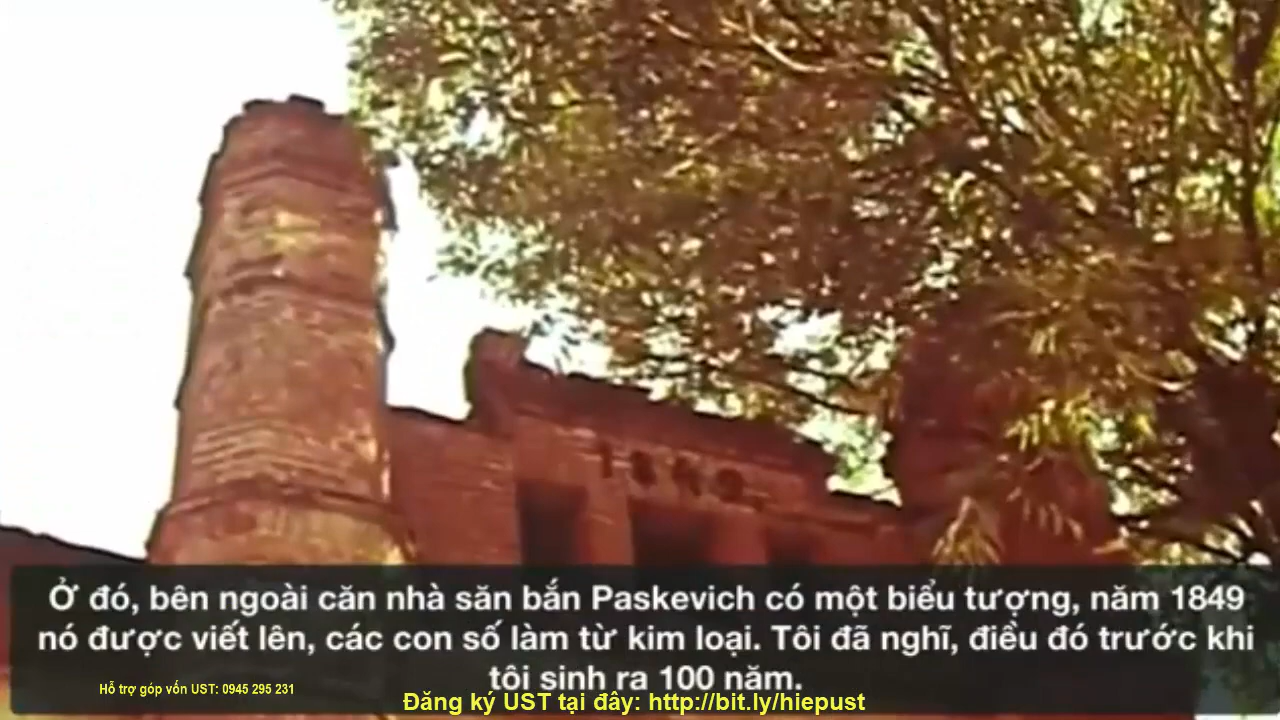 1849
Ở đó, bên ngoài căn nhà săn bắn Paskevich có một biểu tượng, năm 1849
nó được viết lên, các con số làm từ kim loại. Tôi đã nghĩ, điều đó trước khi
tôi sinh ra 100 năm.
Hỗ trợ góp vốn UST: 0945 295 231
Đăng ký UST tại đây: http://bit.ly/hiepust